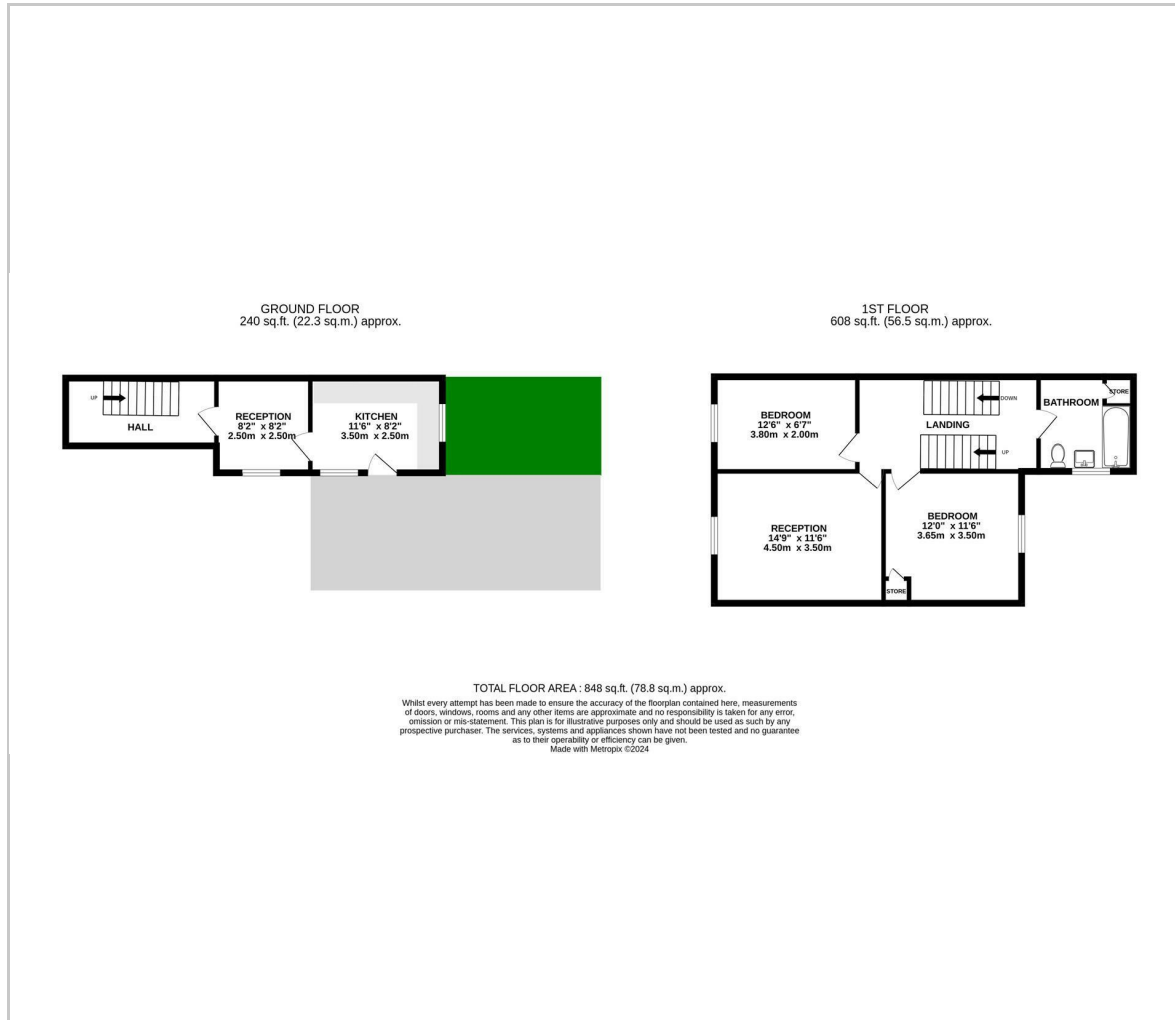 GROUND FLOOR
240 sq.ft. (22.3 sq.m.) approx.
UP
HALL
RECEPTION
8'2" x 8'2"
2.50m x 2.50m
KITCHEN
11'6" x 8'2"
3.50m x 2.50m
1ST FLOOR
608 sq.ft. (56.5 sq.m.) approx.
BEDROOM
12'6" x 6'7"
3.80m x 2.00m
DOWN
LANDING
UP
BATHROOM
STORE
RECEPTION
14'9" x 11'6"
4.50m x 3.50m
BEDROOM
12'0" x 11'6"
3.65m x 3.50m
STORE
TOTAL FLOOR AREA : 848 sq.ft. (78.8 sq.m.) approx.
Whilst every attempt has been made to ensure the accuracy of the floorplan contained here, measurements
of doors, windows, rooms and any other items are approximate and no responsibility is taken for any error,
omission or mis-statement. This plan is for illustrative purposes only and should be used as such by any
prospective purchaser. The services, systems and appliances shown have not been tested and no guarantee
as to their operability or efficiency can be given.
Made with Metropix ©2024